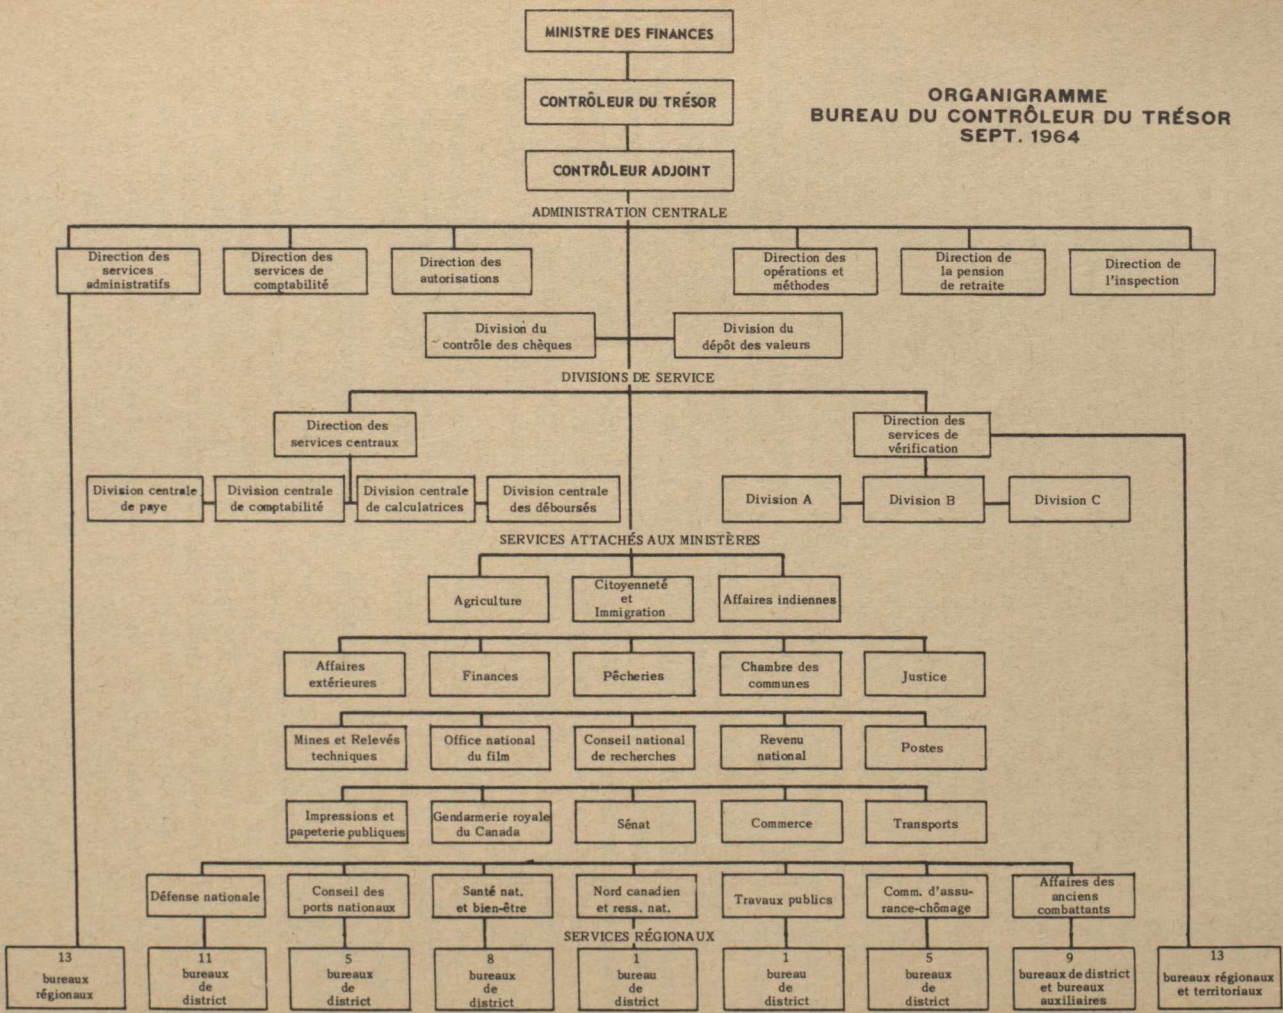 MINISTRE DES FINANCES
CONTRÔLEUR DU TRÉSOR
CONTRÔLEUR ADJOINT
ORGANIGRAMME
BUREAU DU CONTRÔLEUR DU TRÉSOR
SEPT. 1964
ADMINISTRATION CENTRALE
Direction des
services
administratifs
Direction des
services de
comptabilité
Direction des
autorisations
Direction des
opérations et
méthodes
Direction de
la pension
de retraite
Direction de
l'inspection
Division du
contrôle des chèques
Division du
dépôt des valeurs
DIVISIONS DE SERVICE
Direction des
services centraux
Direction des
services de
vérification
Division centrale
de paye
Division centrale
de comptabilité
Division centrale
de calculatrices
Division centrale
des déboursés
Division A
Division B
Division C
SERVICES ATTACHÉS AUX MINISTÈRES
Agriculture
Citoyenneté
et
Immigration
Affaires indiennes
Affaires
extérieures
Finances
Pêcheries
Chambre des
communes
Justice
Mines et Relevés
techniques
Office national
du film
Conseil national
de recherches
Revenu
national
Postes
Impressions et
papeterie publiques
Gendarmerie royale
du Canada
Sénat
Commerce
Transports
Défense nationale
Conseil des
ports nationaux
Santé nat.
et bien-être
Nord canadien
et ress. nat.
Travaux publics
Comm. d'assu-
rance-chômage
Affaires des
anciens
combattants
SERVICES RÉGIONAUX
13
bureaux
régionaux
11
bureaux
de
district
5
bureaux
de
district
8
bureaux
de
district
1
bureau
de
district
1
bureau
de
district
5
bureaux
de
district
9
bureaux de district
et bureaux
auxiliaires
13
bureaux régionaux
et territoriaux